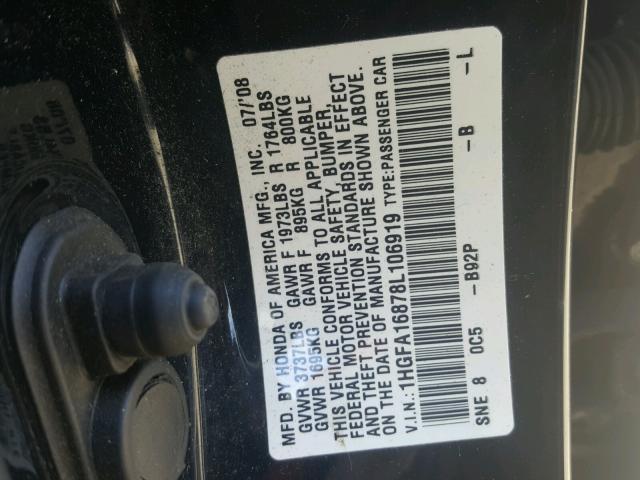 MFD. BY HONDA OF AMERICA MFG., INC. 07/'08
GVWR 3737LBS GAWR F 1973LBS R 1764LBS
GVWR 1695KG GAWR F 895KG R 800KG
THIS VEHICLE CONFORMS TO ALL APPLICABLE
FEDERAL MOTOR VEHICLE SAFETY, BUMPER,
AND THEFT PREVENTION STANDARDS IN EFFECT
ON THE DATE OF MANUFACTURE SHOWN ABOVE.
V.I.N.: 1HGFA16878L106919 TYPE:PASSENGER CAR
SNE 8 0C5 - B92P - B - L